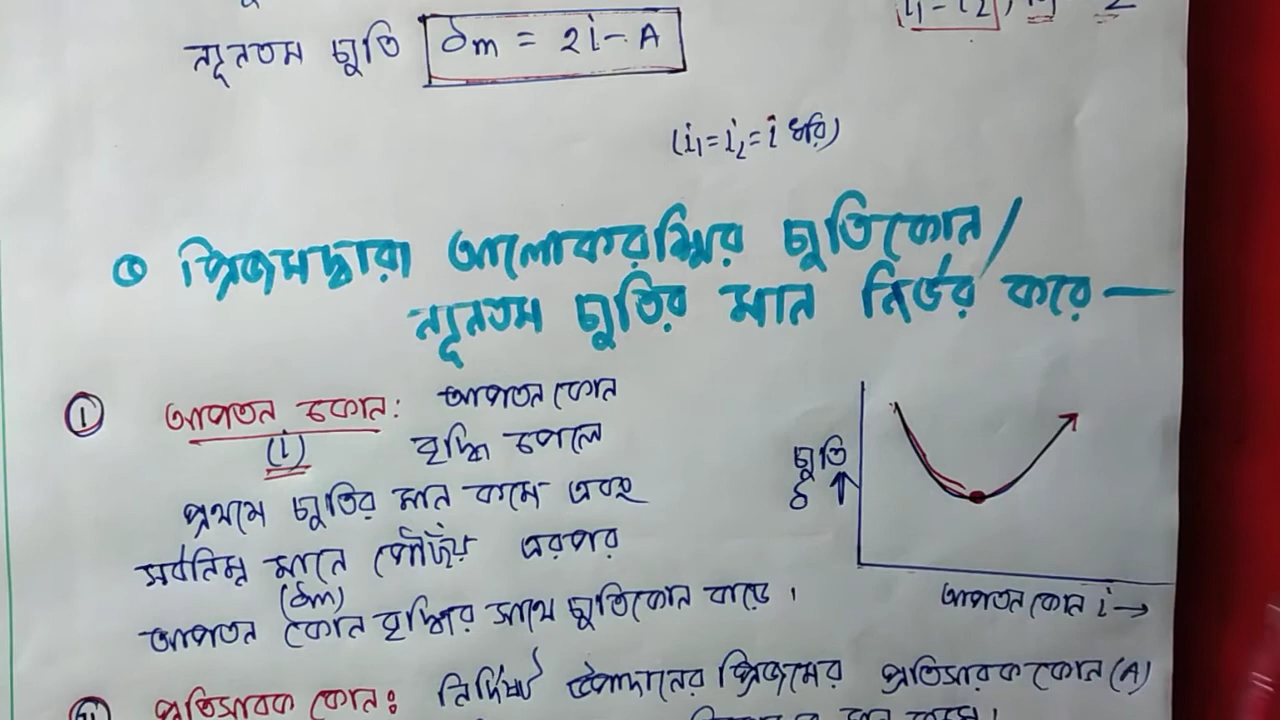 ন্যূনতম চ্যুতি δm = 2i - A
(i₁ = i₂ = i ধরি)
প্রিজমদ্বারা আলোকরশ্মির চ্যুতিকোন /
ন্যূনতম চ্যুতির মান নির্ভর করে —
① আপতন কোন : আপতন কোন
(i) বৃদ্ধি পেলে
প্রথমে চ্যুতির মান কমে এবং
সর্বনিম্ন মানে পৌঁছয় এরপর
(δm)
আপতন কোন বৃদ্ধির সাথে চ্যুতিকোন বাড়ে ।
চ্যুতি
δ ↑
আপতন কোন i →
প্রতিসারক কোন : নির্দিষ্ট উপাদানের প্রিজমের প্রতিসারক কোন (A)
মান কমে।